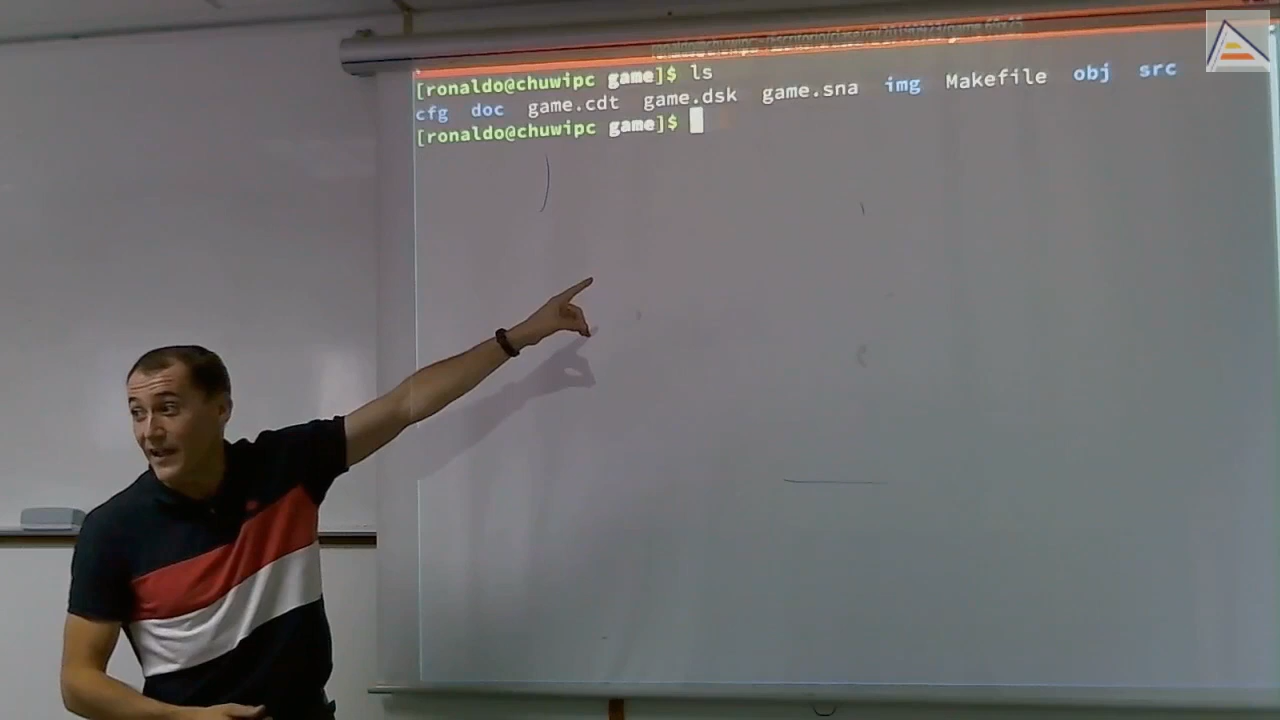 [ronaldo@chuwipc game]$ ls
cfg doc game.cdt game.dsk game.sna img Makefile obj src
[ronaldo@chuwipc game]$